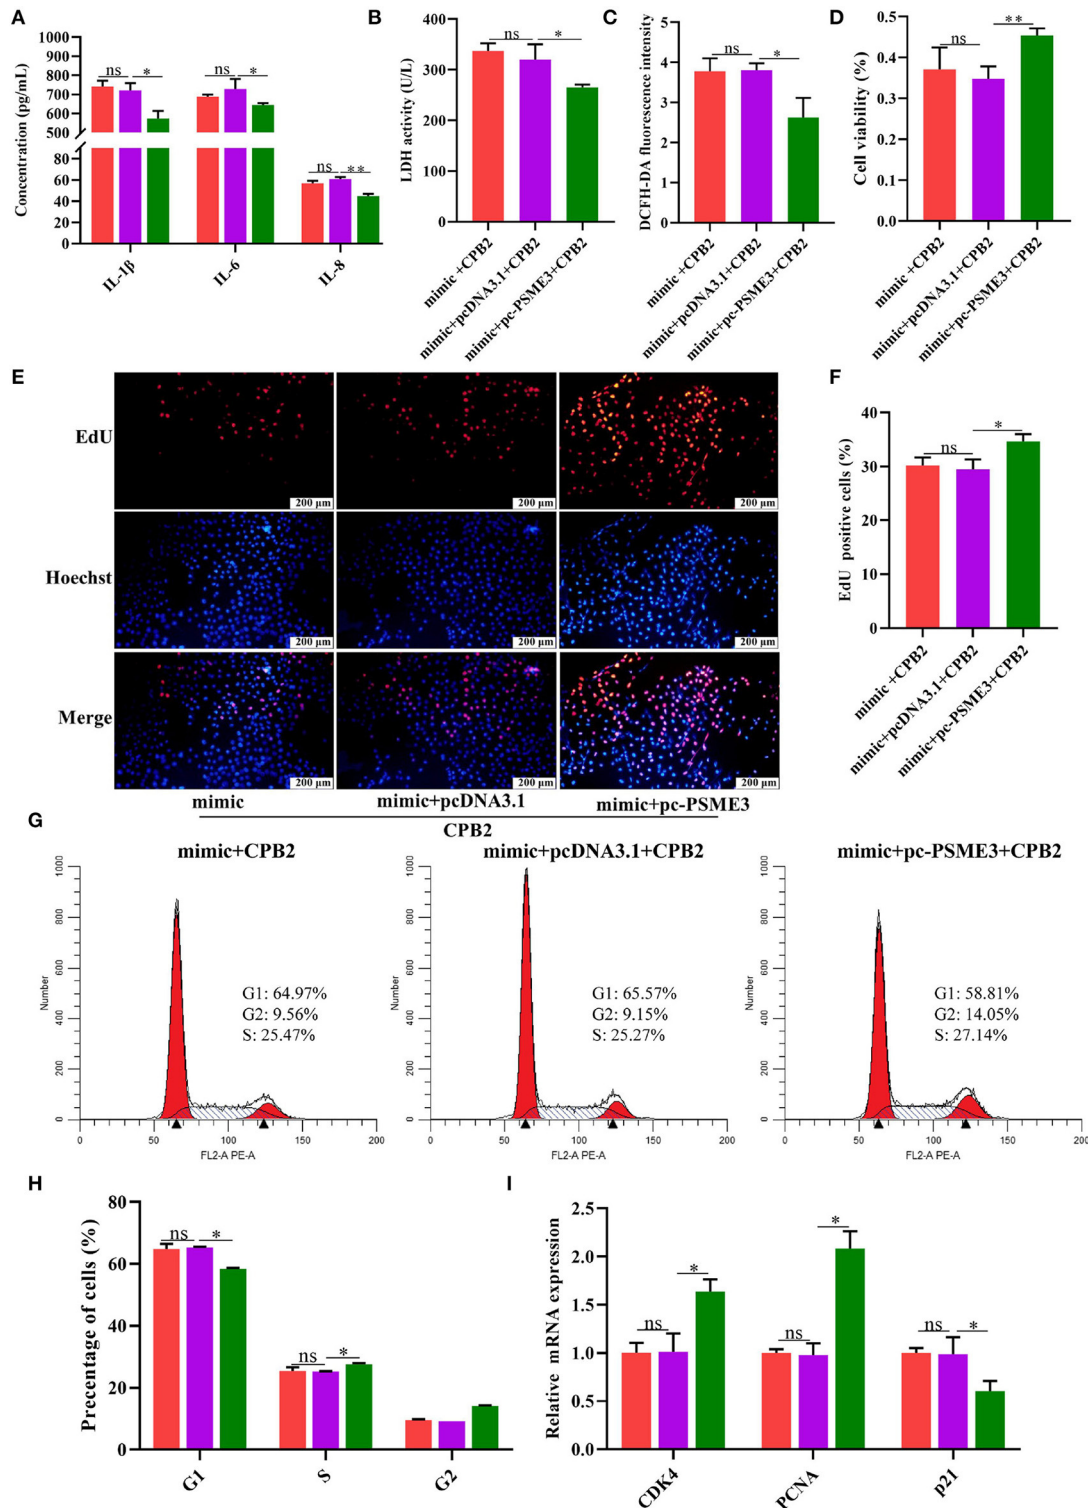 A
Concentration (pg/mL)
1000
900
800
700
600
500
80
60
40
20
0
ns
*
ns
*
ns
**
IL-1β
IL-6
IL-8
B
LDH activity (U/L)
400
300
200
100
0
ns
*
mimic +CPB2
mimic+pcDNA3.1+CPB2
mimic+pc-PSME3+CPB2
C
DCFH-DA fluorescence intensity
5
4
3
2
1
0
ns
*
mimic +CPB2
mimic+pcDNA3.1+CPB2
mimic+pc-PSME3+CPB2
D
Cell viability (%)
0.5
0.4
0.3
0.2
0.1
0.0
ns
**
mimic +CPB2
mimic+pcDNA3.1+CPB2
mimic+pc-PSME3+CPB2
E
EdU
200 µm
200 µm
200 µm
Hoechst
200 µm
200 µm
200 µm
Merge
200 µm
200 µm
200 µm
mimic
mimic+pcDNA3.1
mimic+pc-PSME3
CPB2
F
EdU positive cells (%)
40
30
20
10
0
ns
*
mimic +CPB2
mimic+pcDNA3.1+CPB2
mimic+pc-PSME3+CPB2
G
mimic+CPB2
Number
1000
800
600
400
200
0
G1: 64.97%
G2: 9.56%
S: 25.47%
0 50 100 150 200
FL2-A PE-A
mimic+pcDNA3.1+CPB2
Number
1000
800
600
400
200
0
G1: 65.57%
G2: 9.15%
S: 25.27%
0 50 100 150 200
FL2-A PE-A
mimic+pc-PSME3+CPB2
Number
1000
800
600
400
200
0
G1: 58.81%
G2: 14.05%
S: 27.14%
0 50 100 150 200
FL2-A PE-A
H
Precentage of cells (%)
80
60
40
20
0
ns
*
ns
*
G1
S
G2
I
Relative mRNA expression
2.5
2.0
1.5
1.0
0.5
0.0
ns
*
ns
*
ns
*
CDK4
PCNA
p21